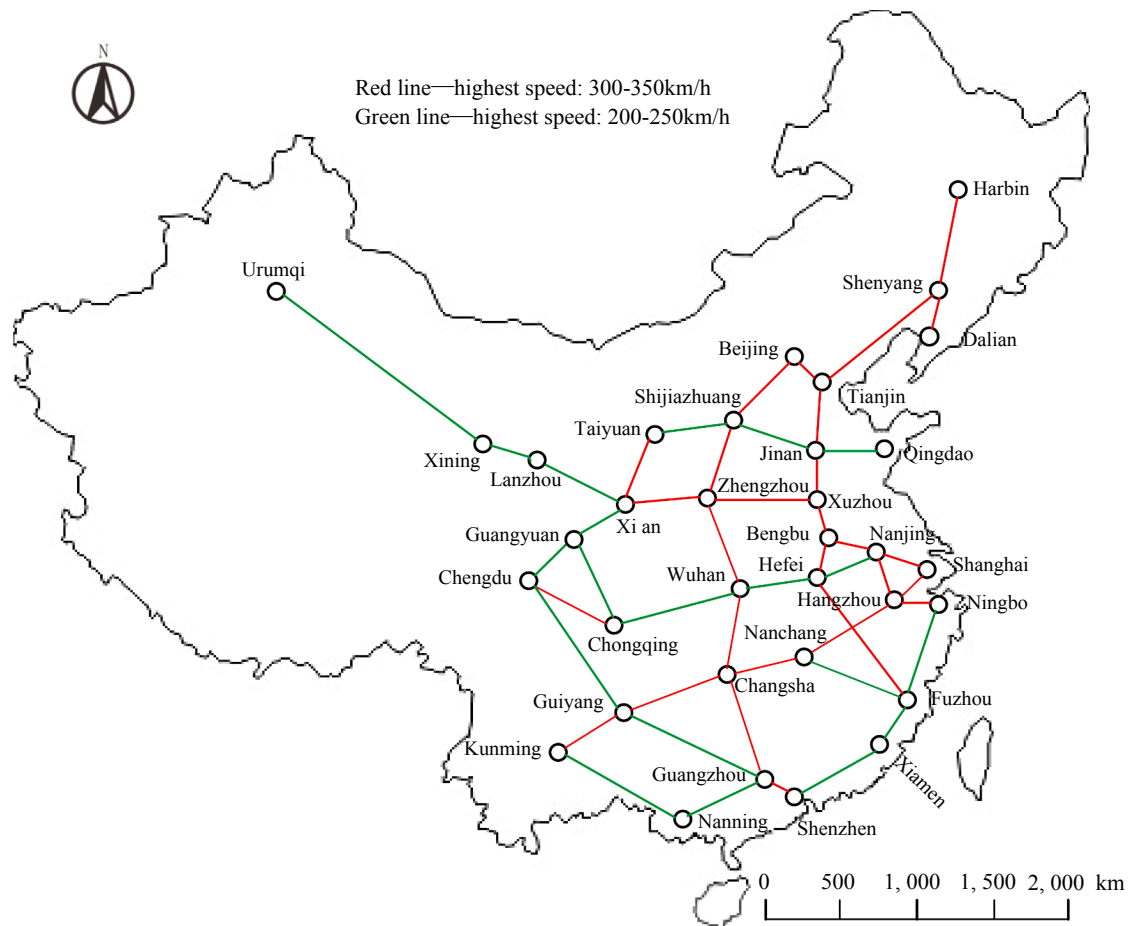 N
Red line—highest speed: 300-350km/h
Green line—highest speed: 200-250km/h
Harbin
Urumqi
Shenyang
Beijing
Dalian
Tianjin
Shijiazhuang
Taiyuan
Xining
Jinan
Qingdao
Lanzhou
Zhengzhou
Xuzhou
Xi an
Guangyuan
Bengbu
Nanjing
Chengdu
Wuhan
Hefei
Shanghai
Hangzhou
Ningbo
Chongqing
Nanchang
Changsha
Fuzhou
Guiyang
Kunming
Guangzhou
Xiamen
Nanning
Shenzhen
0 500 1,000 1,500 2,000 km